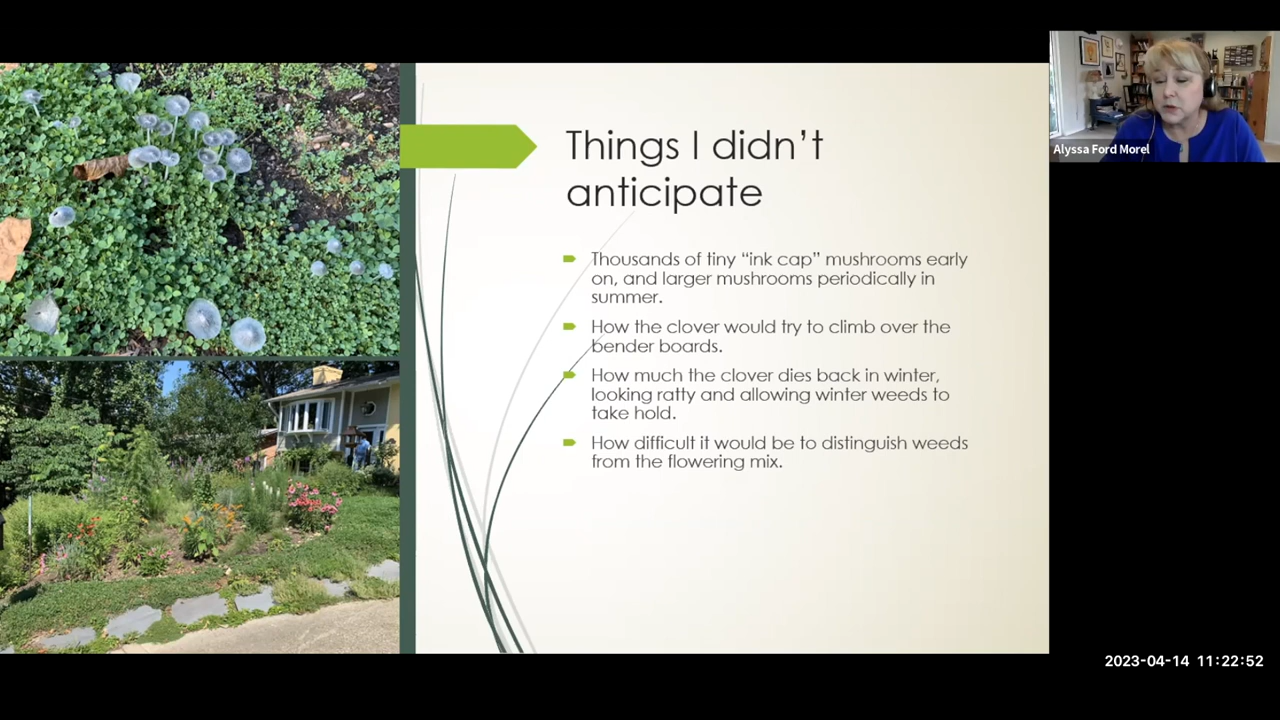 Things I didn't
anticipate
Thousands of tiny “ink cap” mushrooms early
on, and larger mushrooms periodically in
summer.
How the clover would try to climb over the
bender boards.
How much the clover dies back in winter,
looking ratty and allowing winter weeds to
take hold.
How difficult it would be to distinguish weeds
from the flowering mix.
Alyssa Ford Morel
2023-04-14 11:22:52